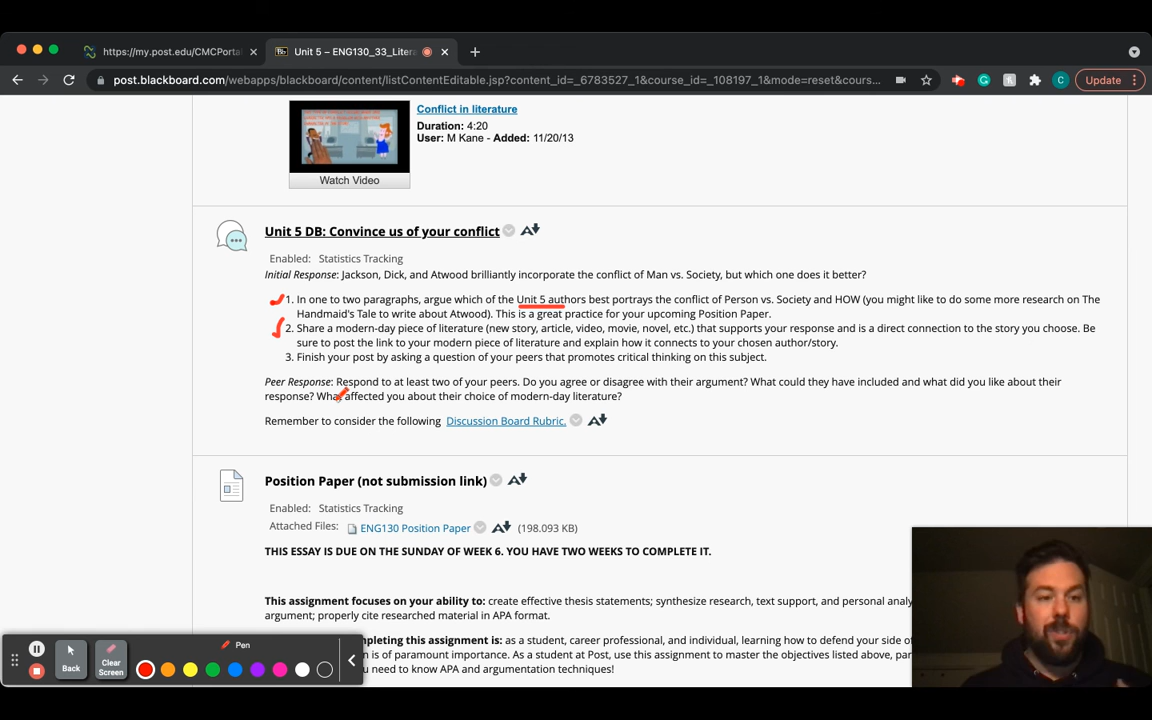 https://my.post.edu/CMCPorta
Unit 5 – ENG130_33_Litera
post.blackboard.com/webapps/blackboard/content/listContentEditable.jsp?content_id=_6783527_1&course_id=_108197_1&mode=reset&cours...
C
Update
Conflict in literature
Duration: 4:20
User: M Kane - Added: 11/20/13
Watch Video
Unit 5 DB: Convince us of your conflict
Enabled: Statistics Tracking
Initial Response: Jackson, Dick, and Atwood brilliantly incorporate the conflict of Man vs. Society, but which one does it better?
1. In one to two paragraphs, argue which of the Unit 5 authors best portrays the conflict of Person vs. Society and HOW (you might like to do some more research on The
Handmaid's Tale to write about Atwood). This is a great practice for your upcoming Position Paper.
2. Share a modern-day piece of literature (new story, article, video, movie, novel, etc.) that supports your response and is a direct connection to the story you choose. Be
sure to post the link to your modern piece of literature and explain how it connects to your chosen author/story.
3. Finish your post by asking a question of your peers that promotes critical thinking on this subject.
Peer Response: Respond to at least two of your peers. Do you agree or disagree with their argument? What could they have included and what did you like about their
response? What affected you about their choice of modern-day literature?
Remember to consider the following Discussion Board Rubric.
Position Paper (not submission link)
Enabled: Statistics Tracking
Attached Files: ENG130 Position Paper (198.093 KB)
THIS ESSAY IS DUE ON THE SUNDAY OF WEEK 6. YOU HAVE TWO WEEKS TO COMPLETE IT.
This assignment focuses on your ability to: create effective thesis statements; synthesize research, text support, and personal analy
argument; properly cite researched material in APA format.
mpleting this assignment is: as a student, career professional, and individual, learning how to defend your side of
n is of paramount importance. As a student at Post, use this assignment to master the objectives listed above, par
u need to know APA and argumentation techniques!
Pen
Back
Clear
Screen